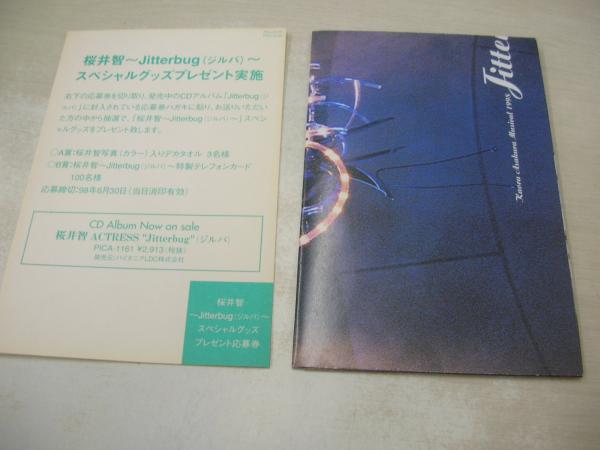 桜井智～Jitterbug（ジルバ）～
スペシャルグッズプレゼント実施
右下の応募券を切り取り、発売中のCDアルバム「Jitterbug（ジ
ルバ）」に封入されている応募券ハガキに貼り、お送りいただい
た方の中から抽選で、「桜井智～Jitterbug（ジルバ）～」スペシ
ャルグッズをプレゼント致します。
○A賞：桜井智写真（カラー）入りデカタオル 3名様
○B賞：桜井智～Jitterbug（ジルバ）～特製テレフォンカード
100名様
応募締切：98年6月30日（当日消印有効）
CD Album Now on sale
桜井智 ACTRESS "Jitterbug"（ジルバ）
PICA-1161 ¥2,913（税抜）
発売元：パイオニアLDC株式会社
桜井智
～Jitterbug（ジルバ）～
スペシャルグッズ
プレゼント応募券
Jitter
Kaoru Asakura Musical 1998